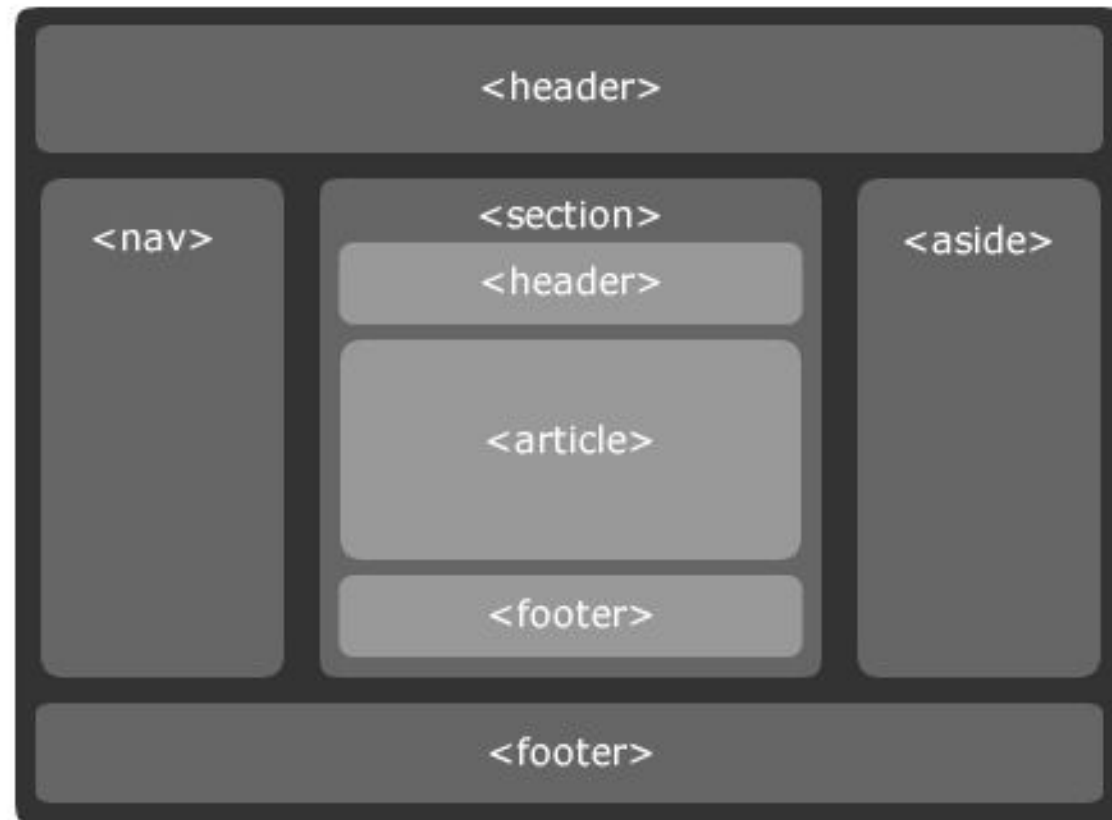 <header>
<nav>
<section>
<header>
<article>
<footer>
<aside>
<footer>